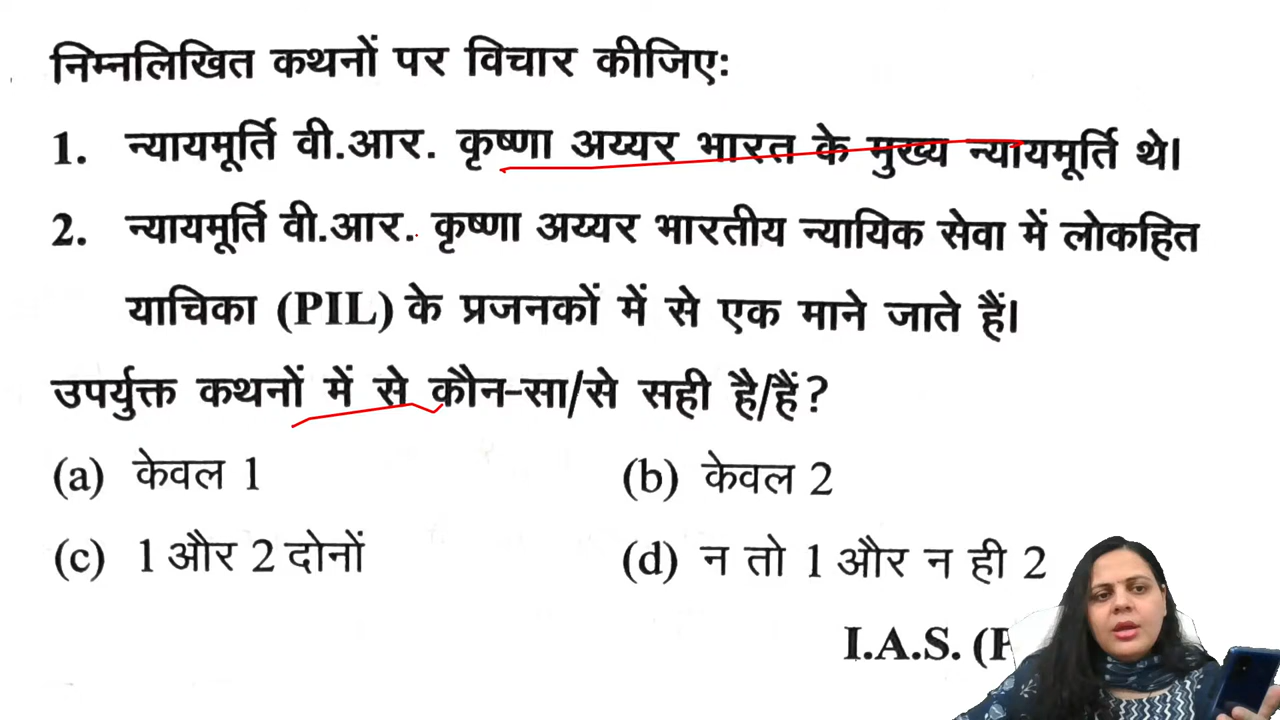 निम्नलिखित कथनों पर विचार कीजिएः
1. न्यायमूर्ति वी.आर. कृष्णा अय्यर भारत के मुख्य न्यायमूर्ति थे।
2. न्यायमूर्ति वी.आर. कृष्णा अय्यर भारतीय न्यायिक सेवा में लोकहित
याचिका (PIL) के प्रजनकों में से एक माने जाते हैं।
उपर्युक्त कथनों में से कौन-सा/से सही है/हैं?
(a) केवल 1 (b) केवल 2
(c) 1 और 2 दोनों (d) न तो 1 और न ही 2
I.A.S.